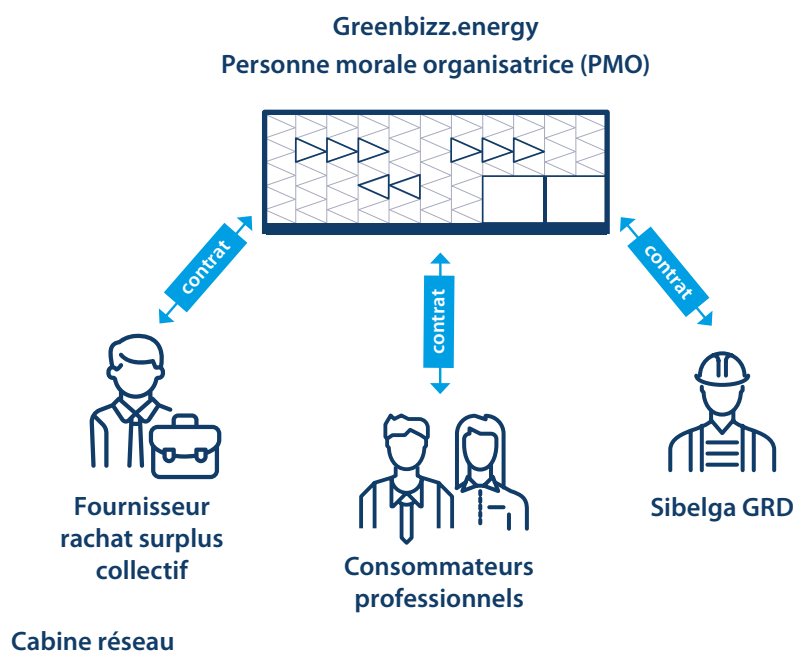 Greenbizz.energy
Personne morale organisatrice (PMO)
contrat
contrat
contrat
Fournisseur
rachat surplus
collectif
Consommateurs
professionnels
Sibelga GRD
Cabine réseau